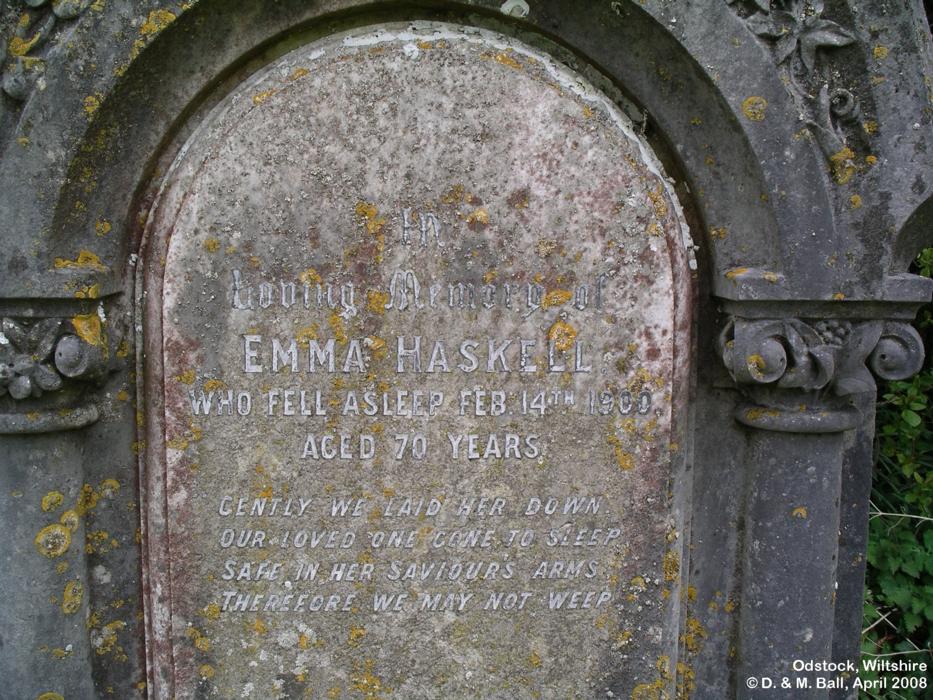 In
Loving Memory of
EMMA HASKELL
WHO FELL ASLEEP FEB. 14TH 1900.
AGED 70 YEARS.
GENTLY WE LAID HER DOWN.
OUR LOVED ONE GONE TO SLEEP
SAFE IN HER SAVIOURS ARMS.
THEREFORE WE MAY NOT WEEP.
Odstock, Wiltshire
© D. & M. Ball, April 2008